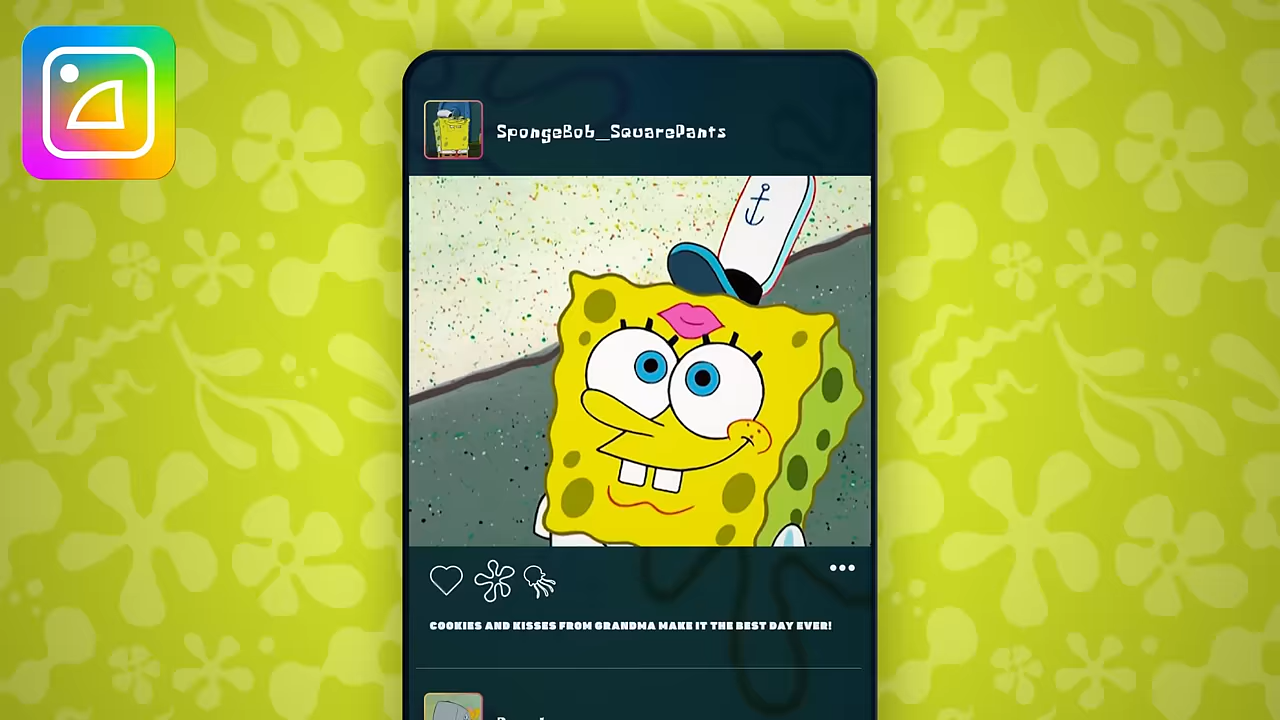 SpongeBob_SquarePants
COOKIES AND KISSES FROM GRANDMA MAKE IT THE BEST DAY EVER!